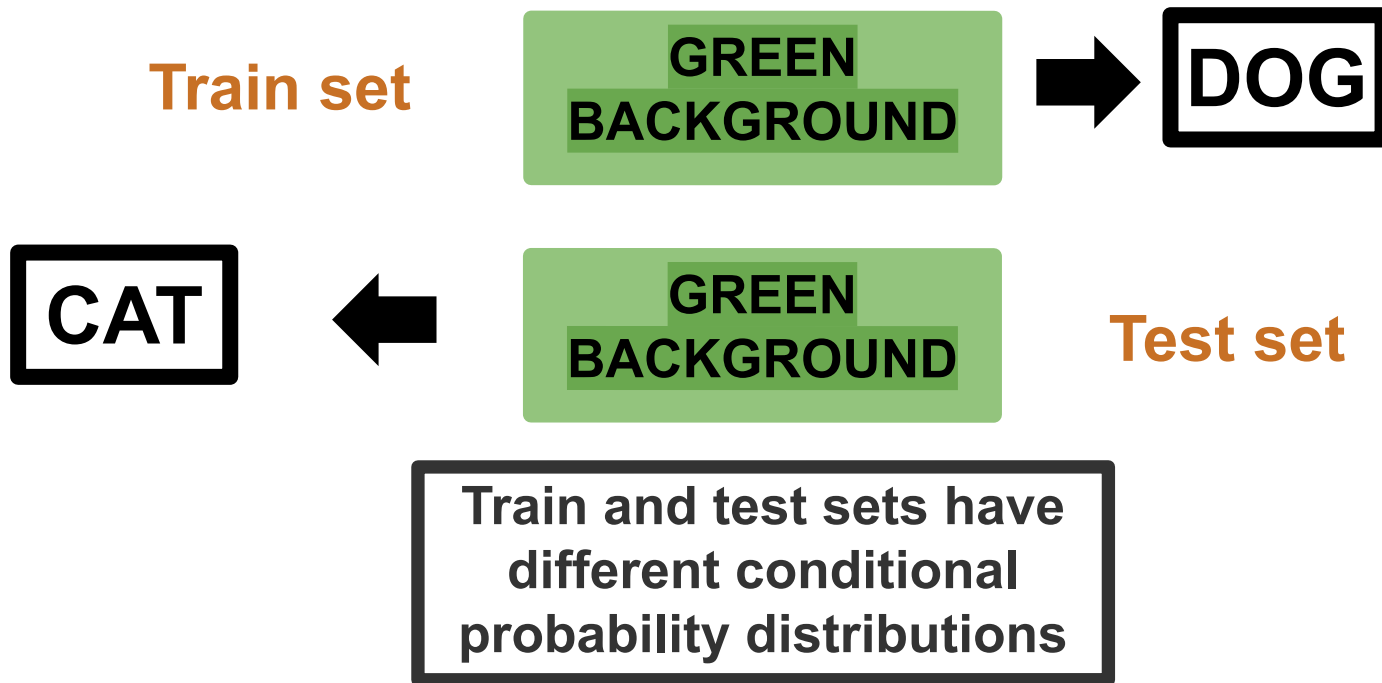 Train set
GREEN
BACKGROUND
DOG
CAT
GREEN
BACKGROUND
Test set
Train and test sets have
different conditional
probability distributions